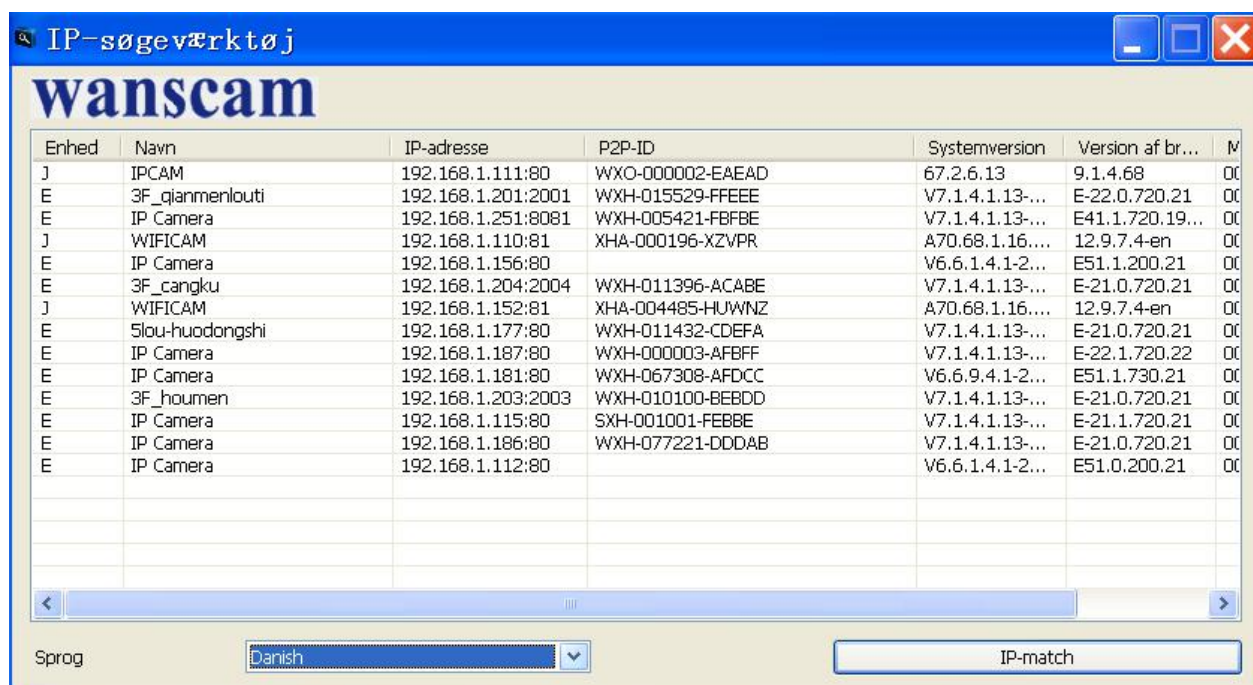 IP-søgeværktøj
wanscam
Enhed Navn IP-adresse P2P-ID Systemversion Version af br... M
J IPCAM 192.168.1.111:80 WXO-000002-EAEAD 67.2.6.13 9.1.4.68 00
E 3F_qianmenlouti 192.168.1.201:2001 WXH-015529-FFEEE V7.1.4.1.13-... E-22.0.720.21 00
E IP Camera 192.168.1.251:8081 WXH-005421-FBFBE V7.1.4.1.13-... E41.1.720.19... 00
J WIFICAM 192.168.1.110:81 XHA-000196-XZVPR A70.68.1.16.... 12.9.7.4-en 00
E IP Camera 192.168.1.156:80 V6.6.1.4.1-2... E51.1.200.21 00
E 3F_cangku 192.168.1.204:2004 WXH-011396-ACABE V7.1.4.1.13-... E-21.0.720.21 00
J WIFICAM 192.168.1.152:81 XHA-004485-HUWNZ A70.68.1.16.... 12.9.7.4-en 00
E 5lou-huodongshi 192.168.1.177:80 WXH-011432-CDEFA V7.1.4.1.13-... E-21.0.720.21 00
E IP Camera 192.168.1.187:80 WXH-000003-AFBFF V7.1.4.1.13-... E-22.1.720.22 00
E IP Camera 192.168.1.181:80 WXH-067308-AFDCC V6.6.9.4.1-2... E51.1.730.21 00
E 3F_houmen 192.168.1.203:2003 WXH-010100-BEBDD V7.1.4.1.13-... E-21.0.720.21 00
E IP Camera 192.168.1.115:80 SXH-001001-FEBBE V7.1.4.1.13-... E-21.1.720.21 00
E IP Camera 192.168.1.186:80 WXH-077221-DDDAB V7.1.4.1.13-... E-21.0.720.21 00
E IP Camera 192.168.1.112:80 V6.6.1.4.1-2... E51.0.200.21 00
Sprog Danish IP-match